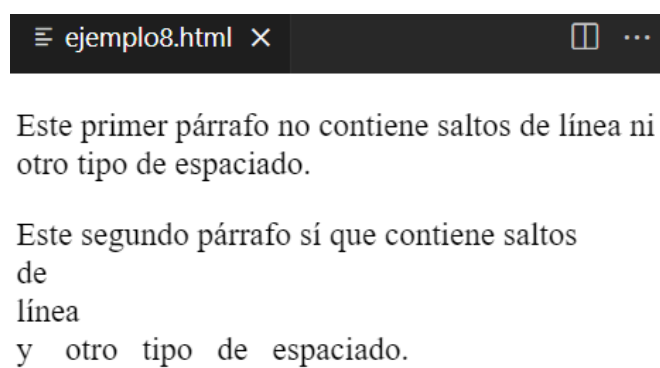 ejemplo8.html
Este primer párrafo no contiene saltos de línea ni
otro tipo de espaciado.
Este segundo párrafo sí que contiene saltos
de
línea
y otro tipo de espaciado.